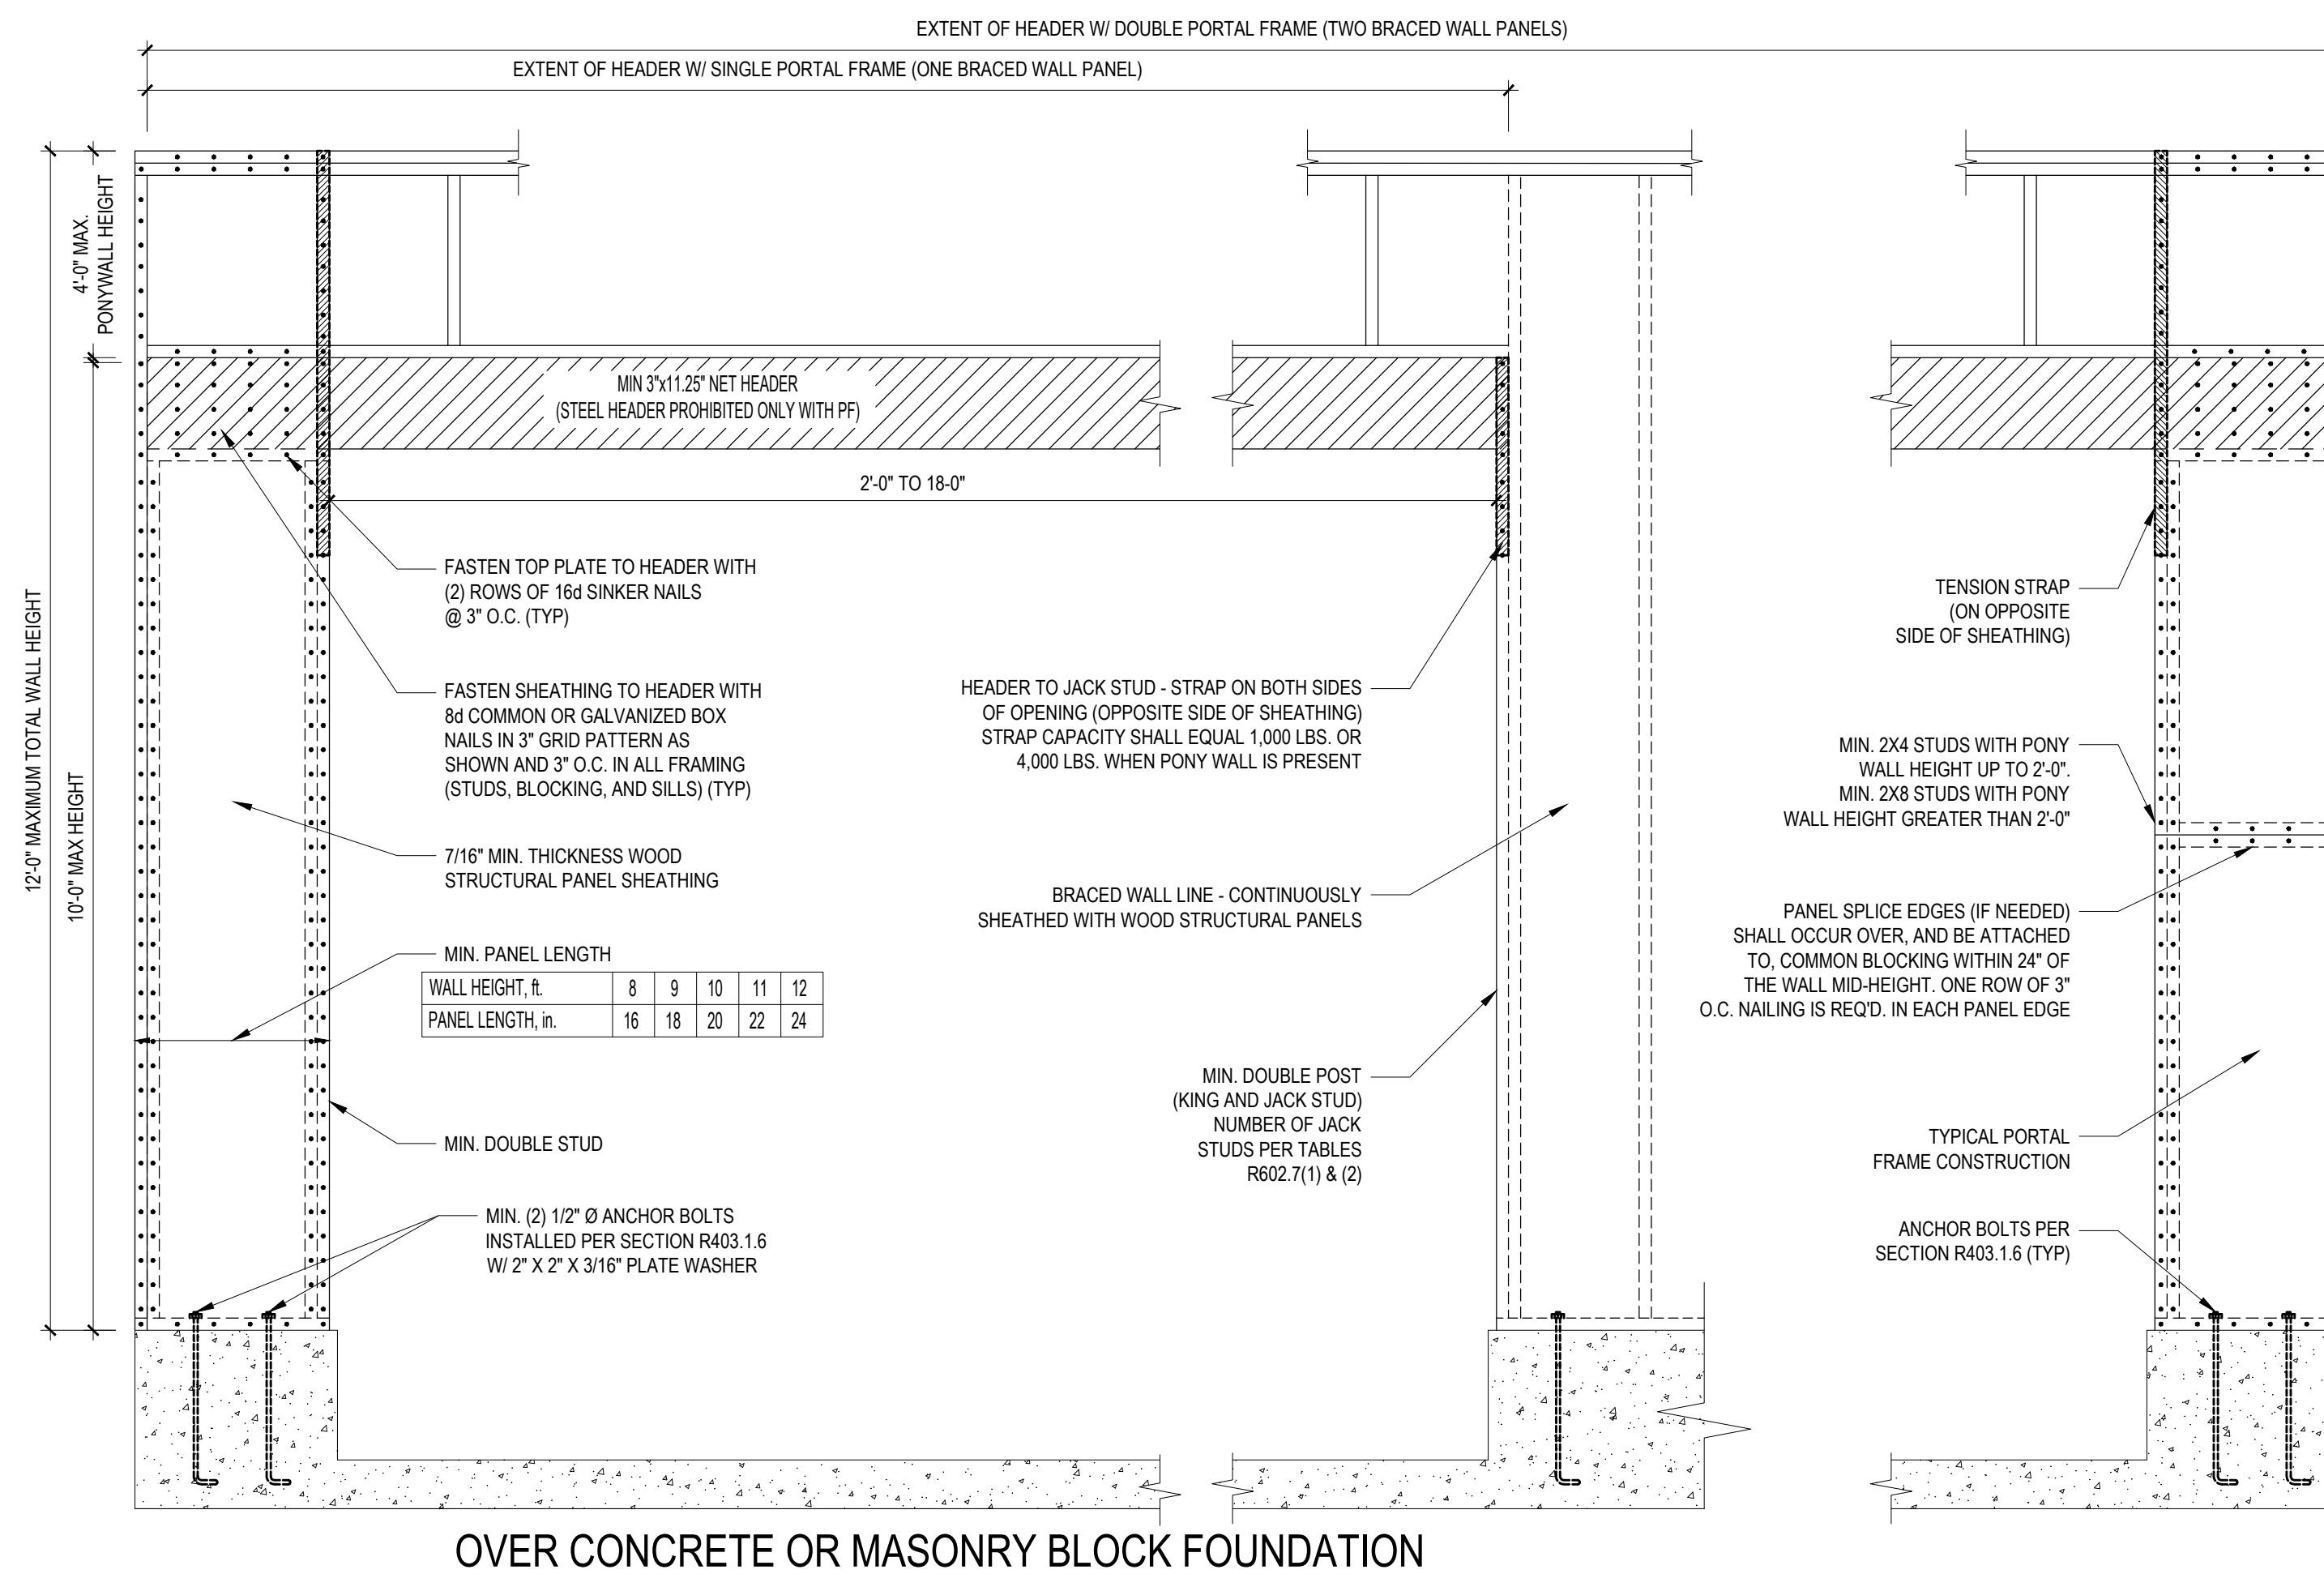 EXTENT OF HEADER W/ DOUBLE PORTAL FRAME (TWO BRACED WALL PANELS)
EXTENT OF HEADER W/ SINGLE PORTAL FRAME (ONE BRACED WALL PANEL)
4'-0" MAX.
PONYWALL HEIGHT
12'-0" MAXIMUM TOTAL WALL HEIGHT
10'-0" MAX HEIGHT
MIN 3"x11.25" NET HEADER
(STEEL HEADER PROHIBITED ONLY WITH PF)
2'-0" TO 18-0"
FASTEN TOP PLATE TO HEADER WITH
(2) ROWS OF 16d SINKER NAILS
@ 3" O.C. (TYP)
FASTEN SHEATHING TO HEADER WITH
8d COMMON OR GALVANIZED BOX
NAILS IN 3" GRID PATTERN AS
SHOWN AND 3" O.C. IN ALL FRAMING
(STUDS, BLOCKING, AND SILLS) (TYP)
7/16" MIN. THICKNESS WOOD
STRUCTURAL PANEL SHEATHING
MIN. PANEL LENGTH
WALL HEIGHT, ft. 8 9 10 11 12
PANEL LENGTH, in. 16 18 20 22 24
MIN. DOUBLE STUD
MIN. (2) 1/2" Ø ANCHOR BOLTS
INSTALLED PER SECTION R403.1.6
W/ 2" X 2" X 3/16" PLATE WASHER
HEADER TO JACK STUD - STRAP ON BOTH SIDES
OF OPENING (OPPOSITE SIDE OF SHEATHING)
STRAP CAPACITY SHALL EQUAL 1,000 LBS. OR
4,000 LBS. WHEN PONY WALL IS PRESENT
BRACED WALL LINE - CONTINUOUSLY
SHEATHED WITH WOOD STRUCTURAL PANELS
MIN. DOUBLE POST
(KING AND JACK STUD)
NUMBER OF JACK
STUDS PER TABLES
R602.7(1) & (2)
TENSION STRAP
(ON OPPOSITE
SIDE OF SHEATHING)
MIN. 2X4 STUDS WITH PONY
WALL HEIGHT UP TO 2'-0".
MIN. 2X8 STUDS WITH PONY
WALL HEIGHT GREATER THAN 2'-0"
PANEL SPLICE EDGES (IF NEEDED)
SHALL OCCUR OVER, AND BE ATTACHED
TO, COMMON BLOCKING WITHIN 24" OF
THE WALL MID-HEIGHT. ONE ROW OF 3"
O.C. NAILING IS REQ'D. IN EACH PANEL EDGE
TYPICAL PORTAL
FRAME CONSTRUCTION
ANCHOR BOLTS PER
SECTION R403.1.6 (TYP)
OVER CONCRETE OR MASONRY BLOCK FOUNDATION